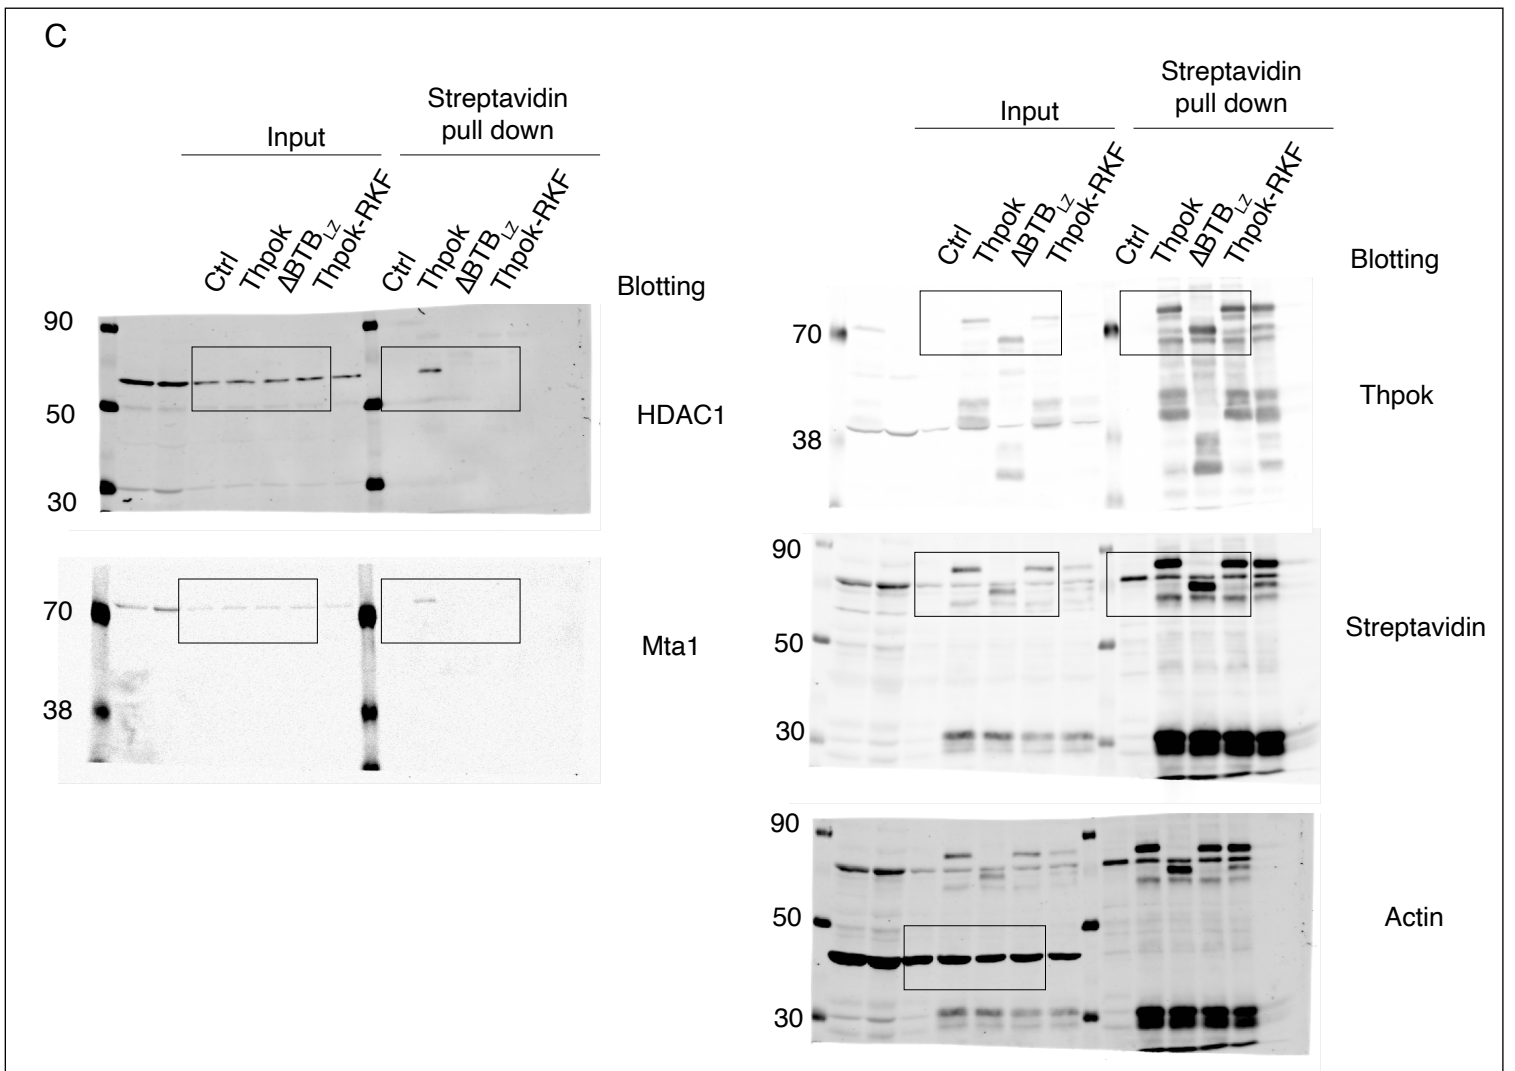 C
Input
Streptavidin
pull down
Ctrl
Thpok
ΔBTBLZ
Thpok-RKF
Ctrl
Thpok
ΔBTBLZ
Thpok-RKF
Blotting
90
50
30
HDAC1
70
38
Mta1
Input
Streptavidin
pull down
Ctrl
Thpok
ΔBTBLZ
Thpok-RKF
Ctrl
Thpok
ΔBTBLZ
Thpok-RKF
Blotting
70
38
Thpok
90
50
30
Streptavidin
90
50
30
Actin